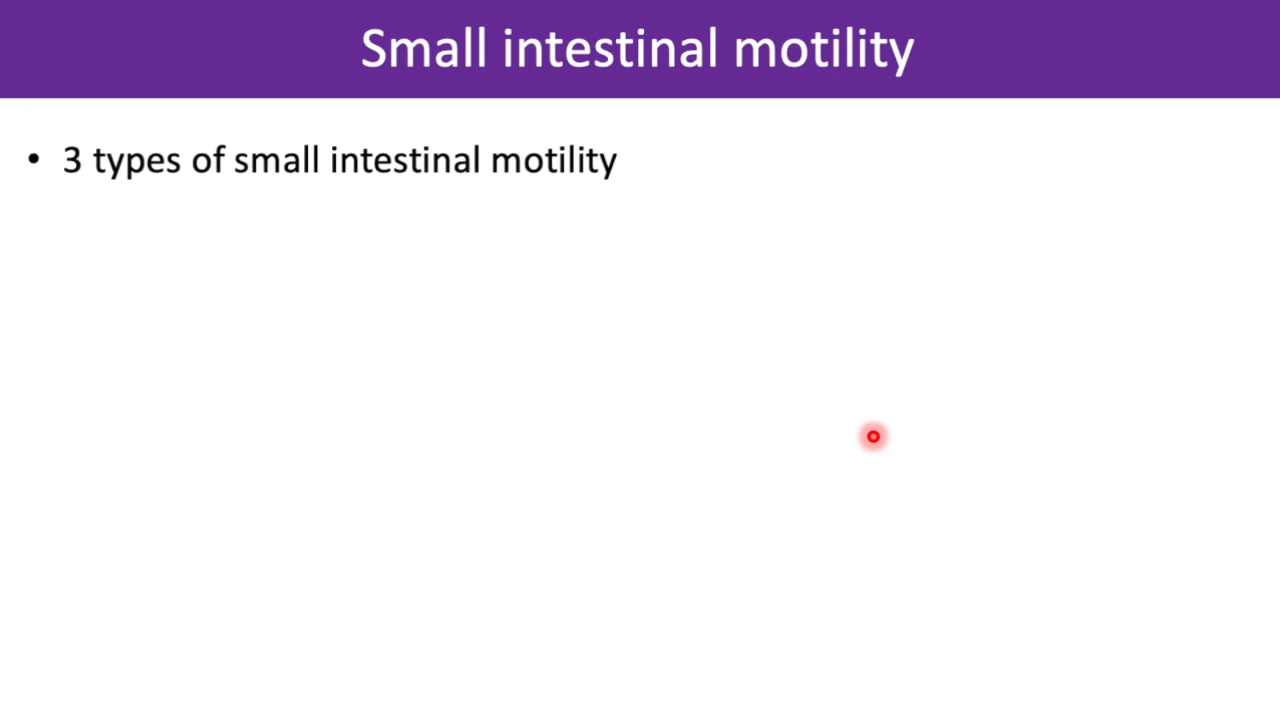 Small intestinal motility
• 3 types of small intestinal motility